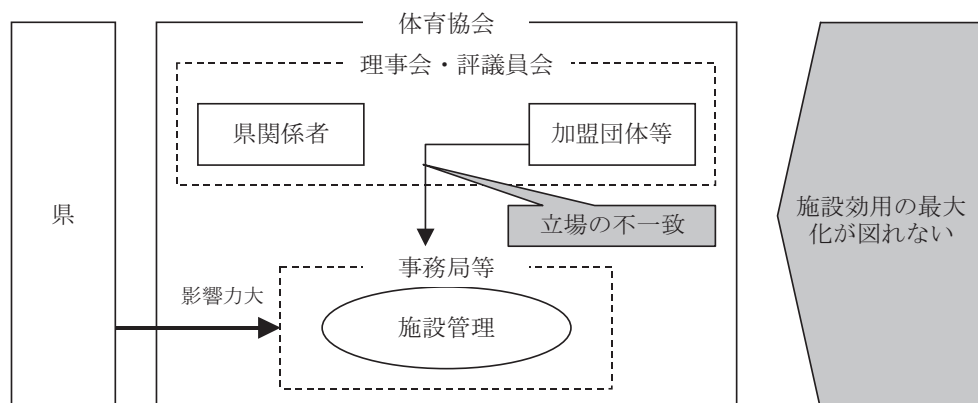 体育協会
理事会・評議員会
県関係者
加盟団体等
県
立場の不一致
施設効用の最大
化が図れない
事務局等
影響力大
施設管理